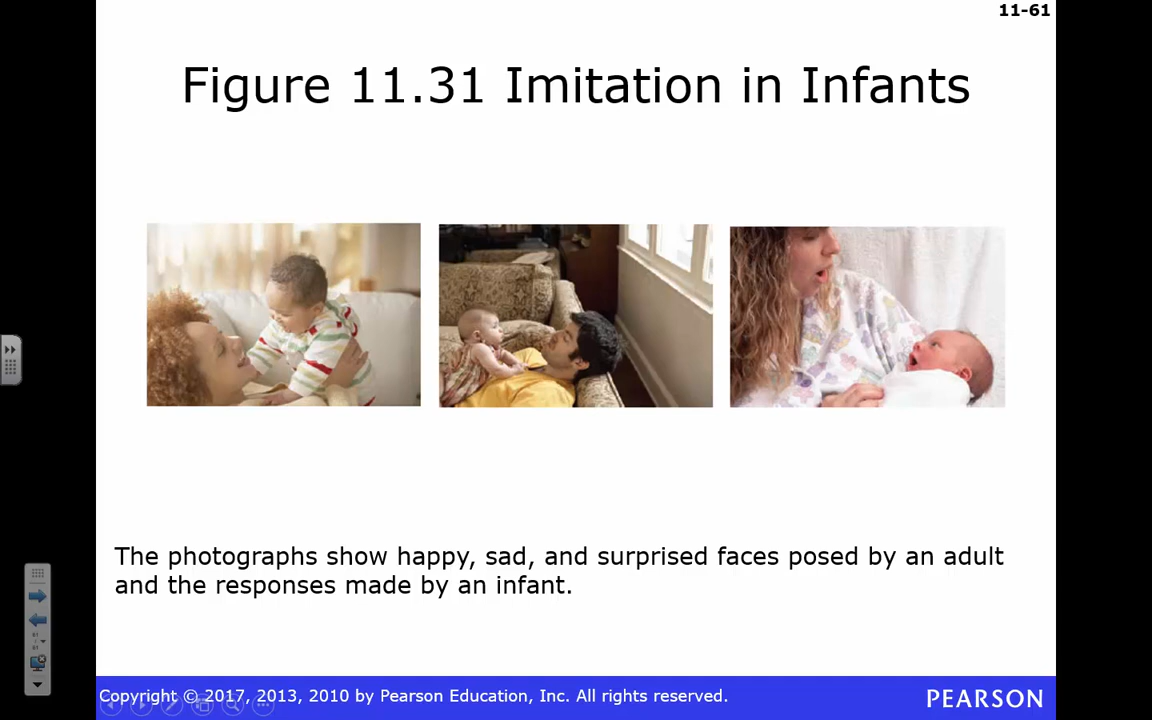 11-61
Figure 11.31 Imitation in Infants
The photographs show happy, sad, and surprised faces posed by an adult
and the responses made by an infant.
Copyright © 2017, 2013, 2010 by Pearson Education, Inc. All rights reserved.
PEARSON